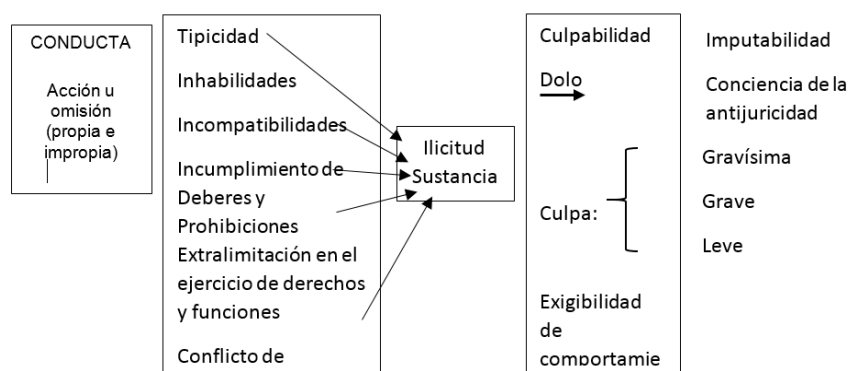 CONDUCTA
Acción u
omisión
(propia e
impropia)
Tipicidad
Inhabilidades
Incompatibilidades
Incumplimiento de
Deberes y
Prohibiciones
Extralimitación en el
ejercicio de derechos
y funciones
Conflicto de
Ilicitud
Sustancia
Culpabilidad
Dolo
Culpa:
Exigibilidad
de
comportamie
Imputabilidad
Conciencia de la
antijuricidad
Gravísima
Grave
Leve